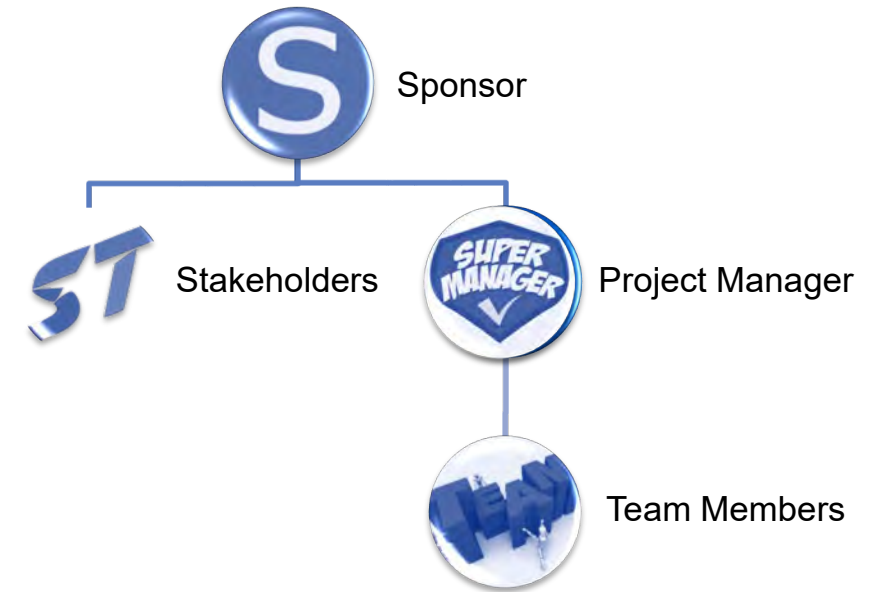 S
Sponsor
ST
Stakeholders
SUPER
MANAGER
Project Manager
TEAM
Team Members